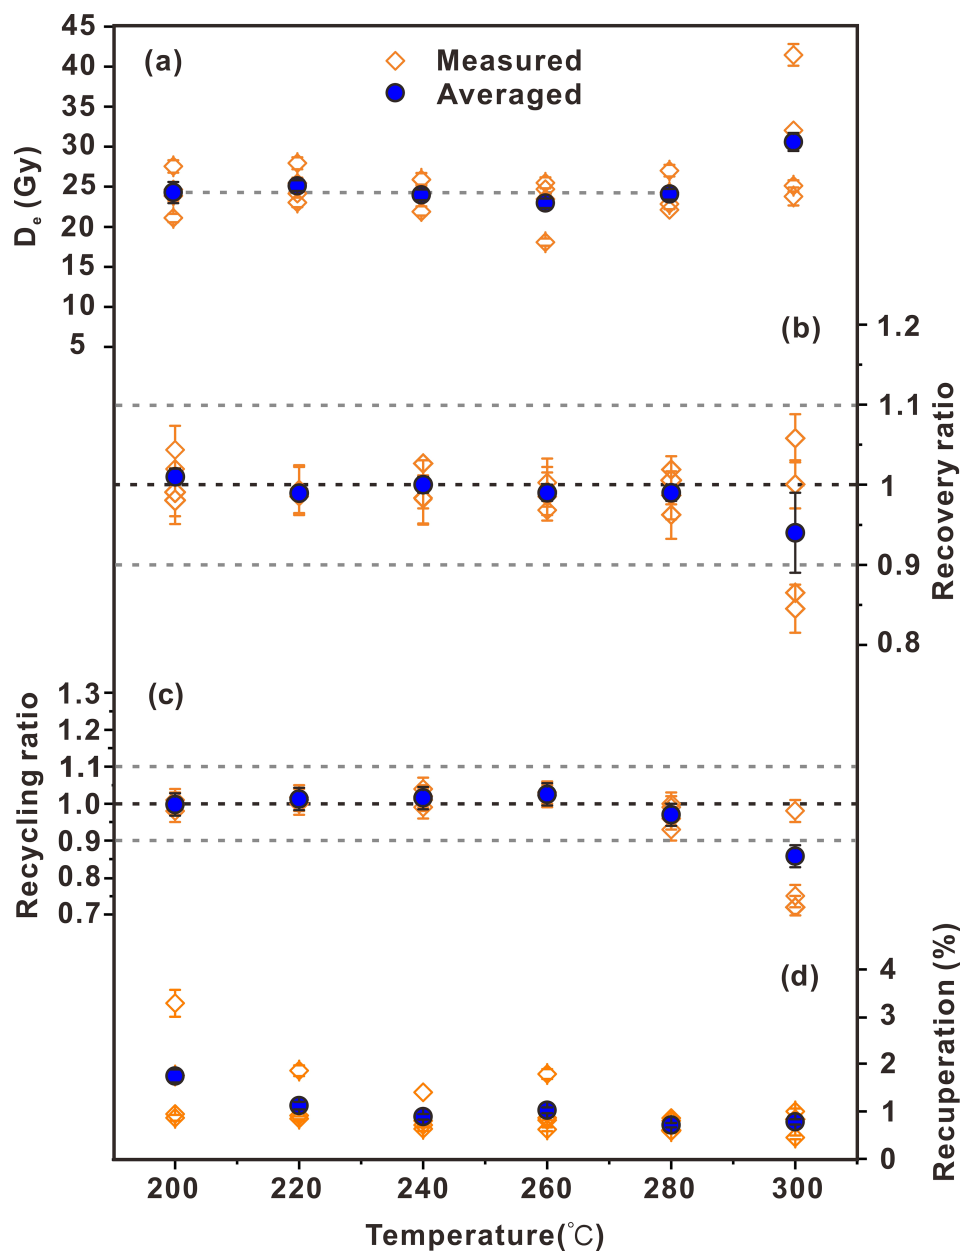 (a)
Measured
Averaged
45
40
35
30
25
20
15
10
5
De (Gy)
(b)
1.2
1.1
1
0.9
0.8
Recovery ratio
(c)
1.3
1.2
1.1
1.0
0.9
0.8
0.7
Recycling ratio
(d)
4
3
2
1
0
Recuperation (%)
200 220 240 260 280 300
Temperature(℃)